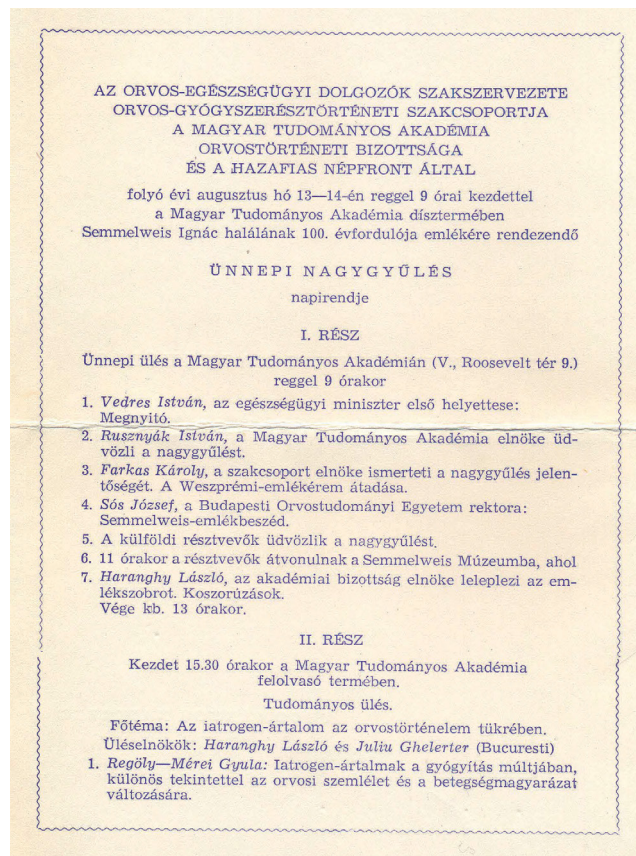 AZ ORVOS-EGÉSZSÉGÜGYI DOLGOZÓK SZAKSZERVEZETE
ORVOS-GYÓGYSZERÉSZTÖRTÉNETI SZAKCSOPORTJA
A MAGYAR TUDOMÁNYOS AKADÉMIA
ORVOSTÖRTÉNETI BIZOTTSÁGA
ÉS A HAZAFIAS NÉPFRONT ÁLTAL
folyó évi augusztus hó 13—14-én reggel 9 órai kezdettel
a Magyar Tudományos Akadémia dísztermében
Semmelweis Ignác halálának 100. évfordulója emlékére rendezendő
ÜNNEPI NAGYGYŰLÉS
napirendje
I. RÉSZ
Ünnepi ülés a Magyar Tudományos Akadémián (V., Roosevelt tér 9.)
reggel 9 órakor
1. Vedres István, az egészségügyi miniszter első helyettese:
Megnyitó.
2. Rusznyák István, a Magyar Tudományos Akadémia elnöke üd-
vözli a nagygyűlést.
3. Farkas Károly, a szakcsoport elnöke ismerteti a nagygyűlés jelen-
tőségét. A Weszprémi-emlékérem átadása.
4. Sós József, a Budapesti Orvostudományi Egyetem rektora:
Semmelweis-emlékbeszéd.
5. A külföldi résztvevők üdvözlik a nagygyűlést.
6. 11 órakor a résztvevők átvonulnak a Semmelweis Múzeumba, ahol
7. Haranghy László, az akadémiai bizottság elnöke leleplezi az em-
lékszobrot. Koszorúzások.
Vége kb. 13 órakor.
II. RÉSZ
Kezdet 15.30 órakor a Magyar Tudományos Akadémia
felolvasó termében.
Tudományos ülés.
Főtéma: Az iatrogen-ártalom az orvostörténelem tükrében.
Üléselnökök: Haranghy László és Juliu Ghelerter (Bucuresti)
1. Regöly—Mérei Gyula: Iatrogen-ártalmak a gyógyítás múltjában,
különös tekintettel az orvosi szemlélet és a betegségmagyarázat
változására.